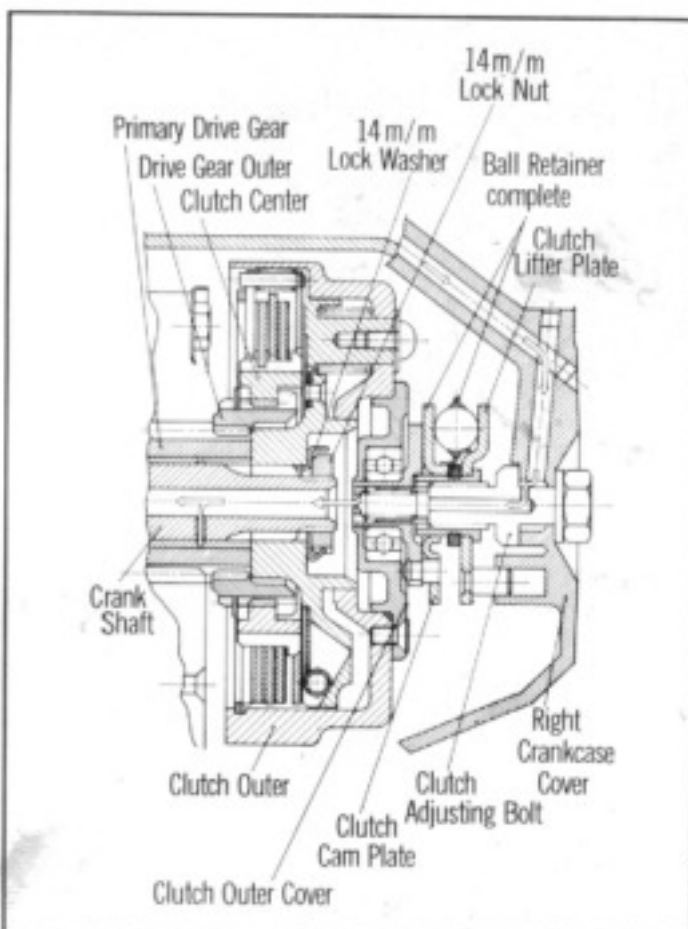 14m/m
Lock Nut
Primary Drive Gear
14m/m
Lock Washer
Drive Gear Outer
Clutch Center
Ball Retainer
complete
Clutch
Lifter Plate
Crank
Shaft
Right
Crankcase
Cover
Clutch Outer
Clutch
Adjusting Bolt
Clutch
Cam Plate
Clutch Outer Cover